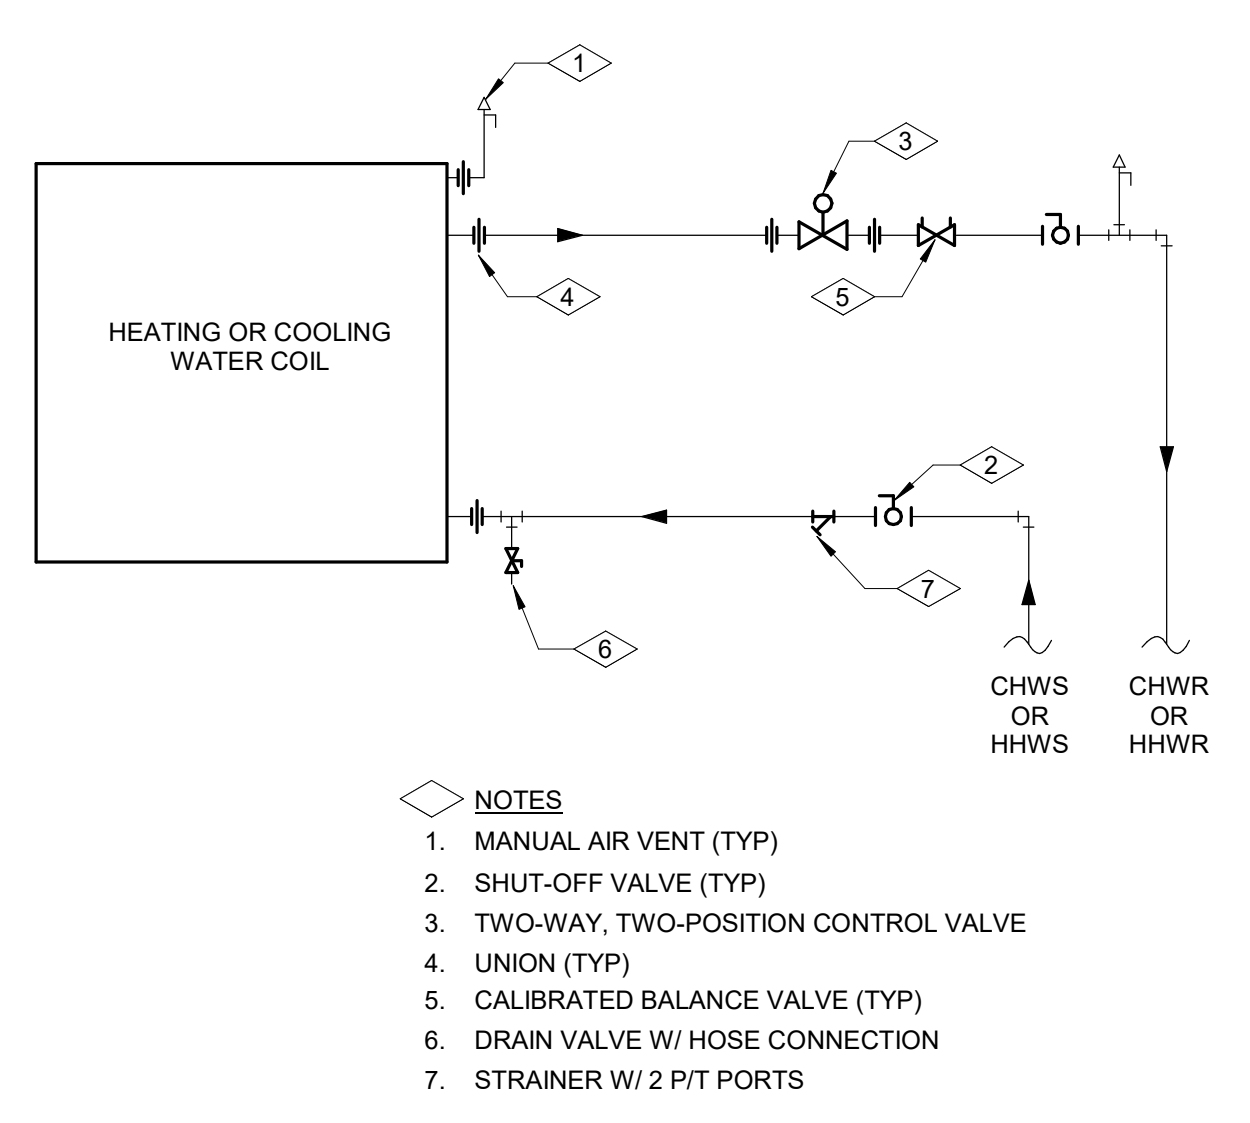 1
3
4
5
HEATING OR COOLING
WATER COIL
2
7
6
CHWS
OR
HHWS
CHWR
OR
HHWR
NOTES
1. MANUAL AIR VENT (TYP)
2. SHUT-OFF VALVE (TYP)
3. TWO-WAY, TWO-POSITION CONTROL VALVE
4. UNION (TYP)
5. CALIBRATED BALANCE VALVE (TYP)
6. DRAIN VALVE W/ HOSE CONNECTION
7. STRAINER W/ 2 P/T PORTS